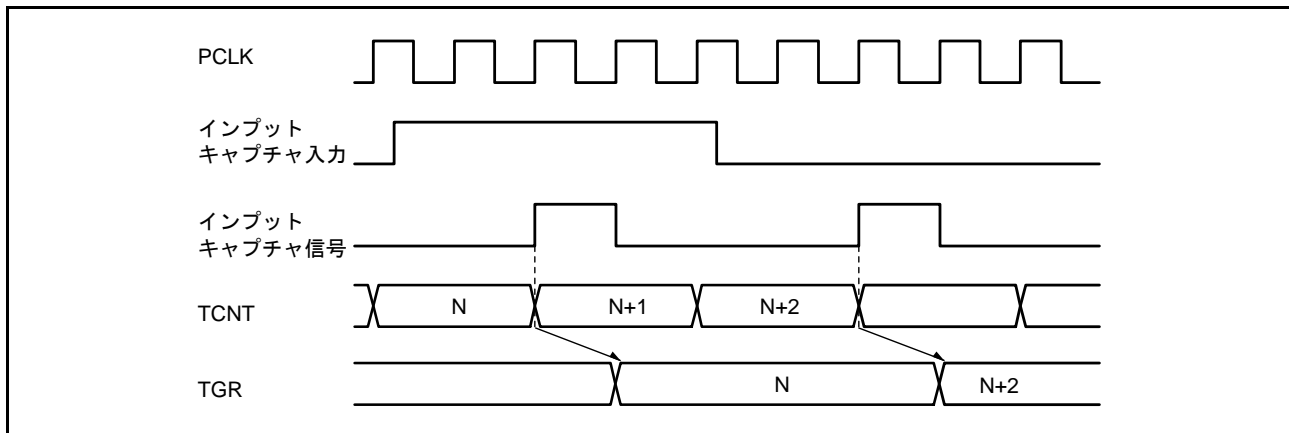 PCLK
インプット
キャプチャ入力
インプット
キャプチャ信号
TCNT
N
N+1
N+2
TGR
N
N+2